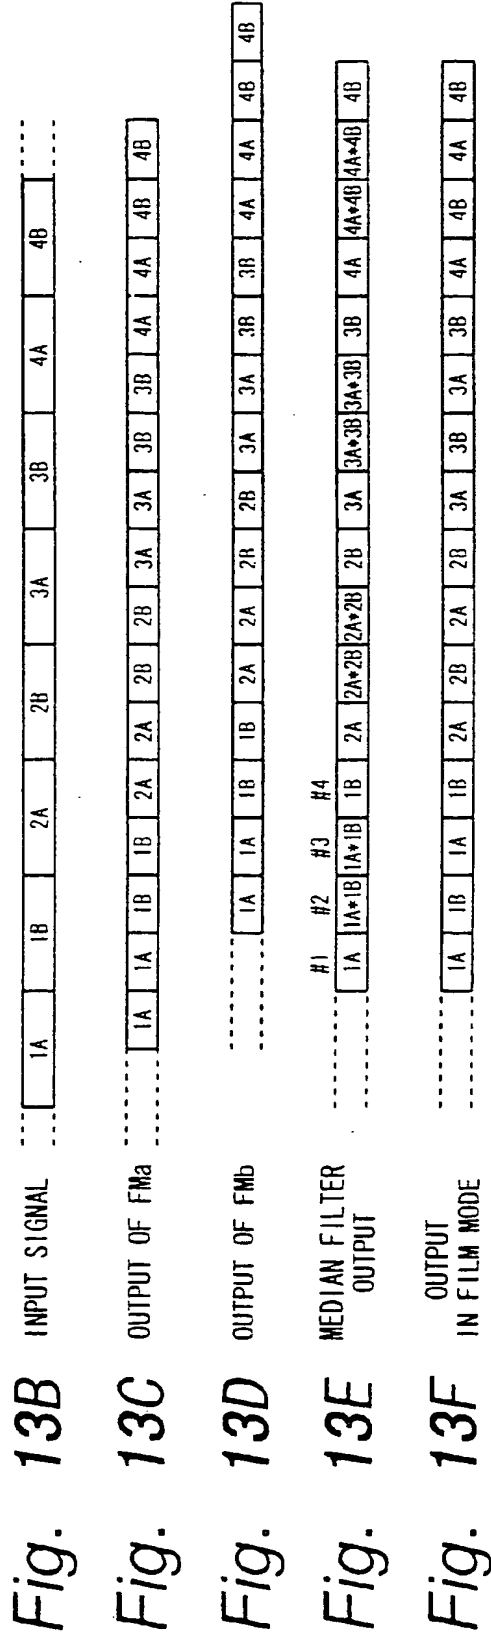 Fig. 13B INPUT SIGNAL 1A 1B 2A 2B 3A 3B 4A 4B
Fig. 13C OUTPUT OF FMa 1A 1A 1B 1B 2A 2A 2B 2B 3A 3A 3B 3B 4A 4A 4B 4B
Fig. 13D OUTPUT OF FMb 1A 1A 1B 1B 2A 2A 2B 2B 3A 3A 3B 3B 4A 4A 4B 4B
#1 #2 #3 #4
Fig. 13E MEDIAN FILTER
OUTPUT 1A 1A*1B 1A*1B 1B 2A 2A*2B 2A*2B 2B 3A 3A*3B 3A*3B 3B 4A 4A*4B 4A*4B 4B
Fig. 13F OUTPUT
IN FILM MODE 1A 1B 1A 1B 2A 2B 2A 2B 3A 3B 3A 3B 4A 4B 4A 4B